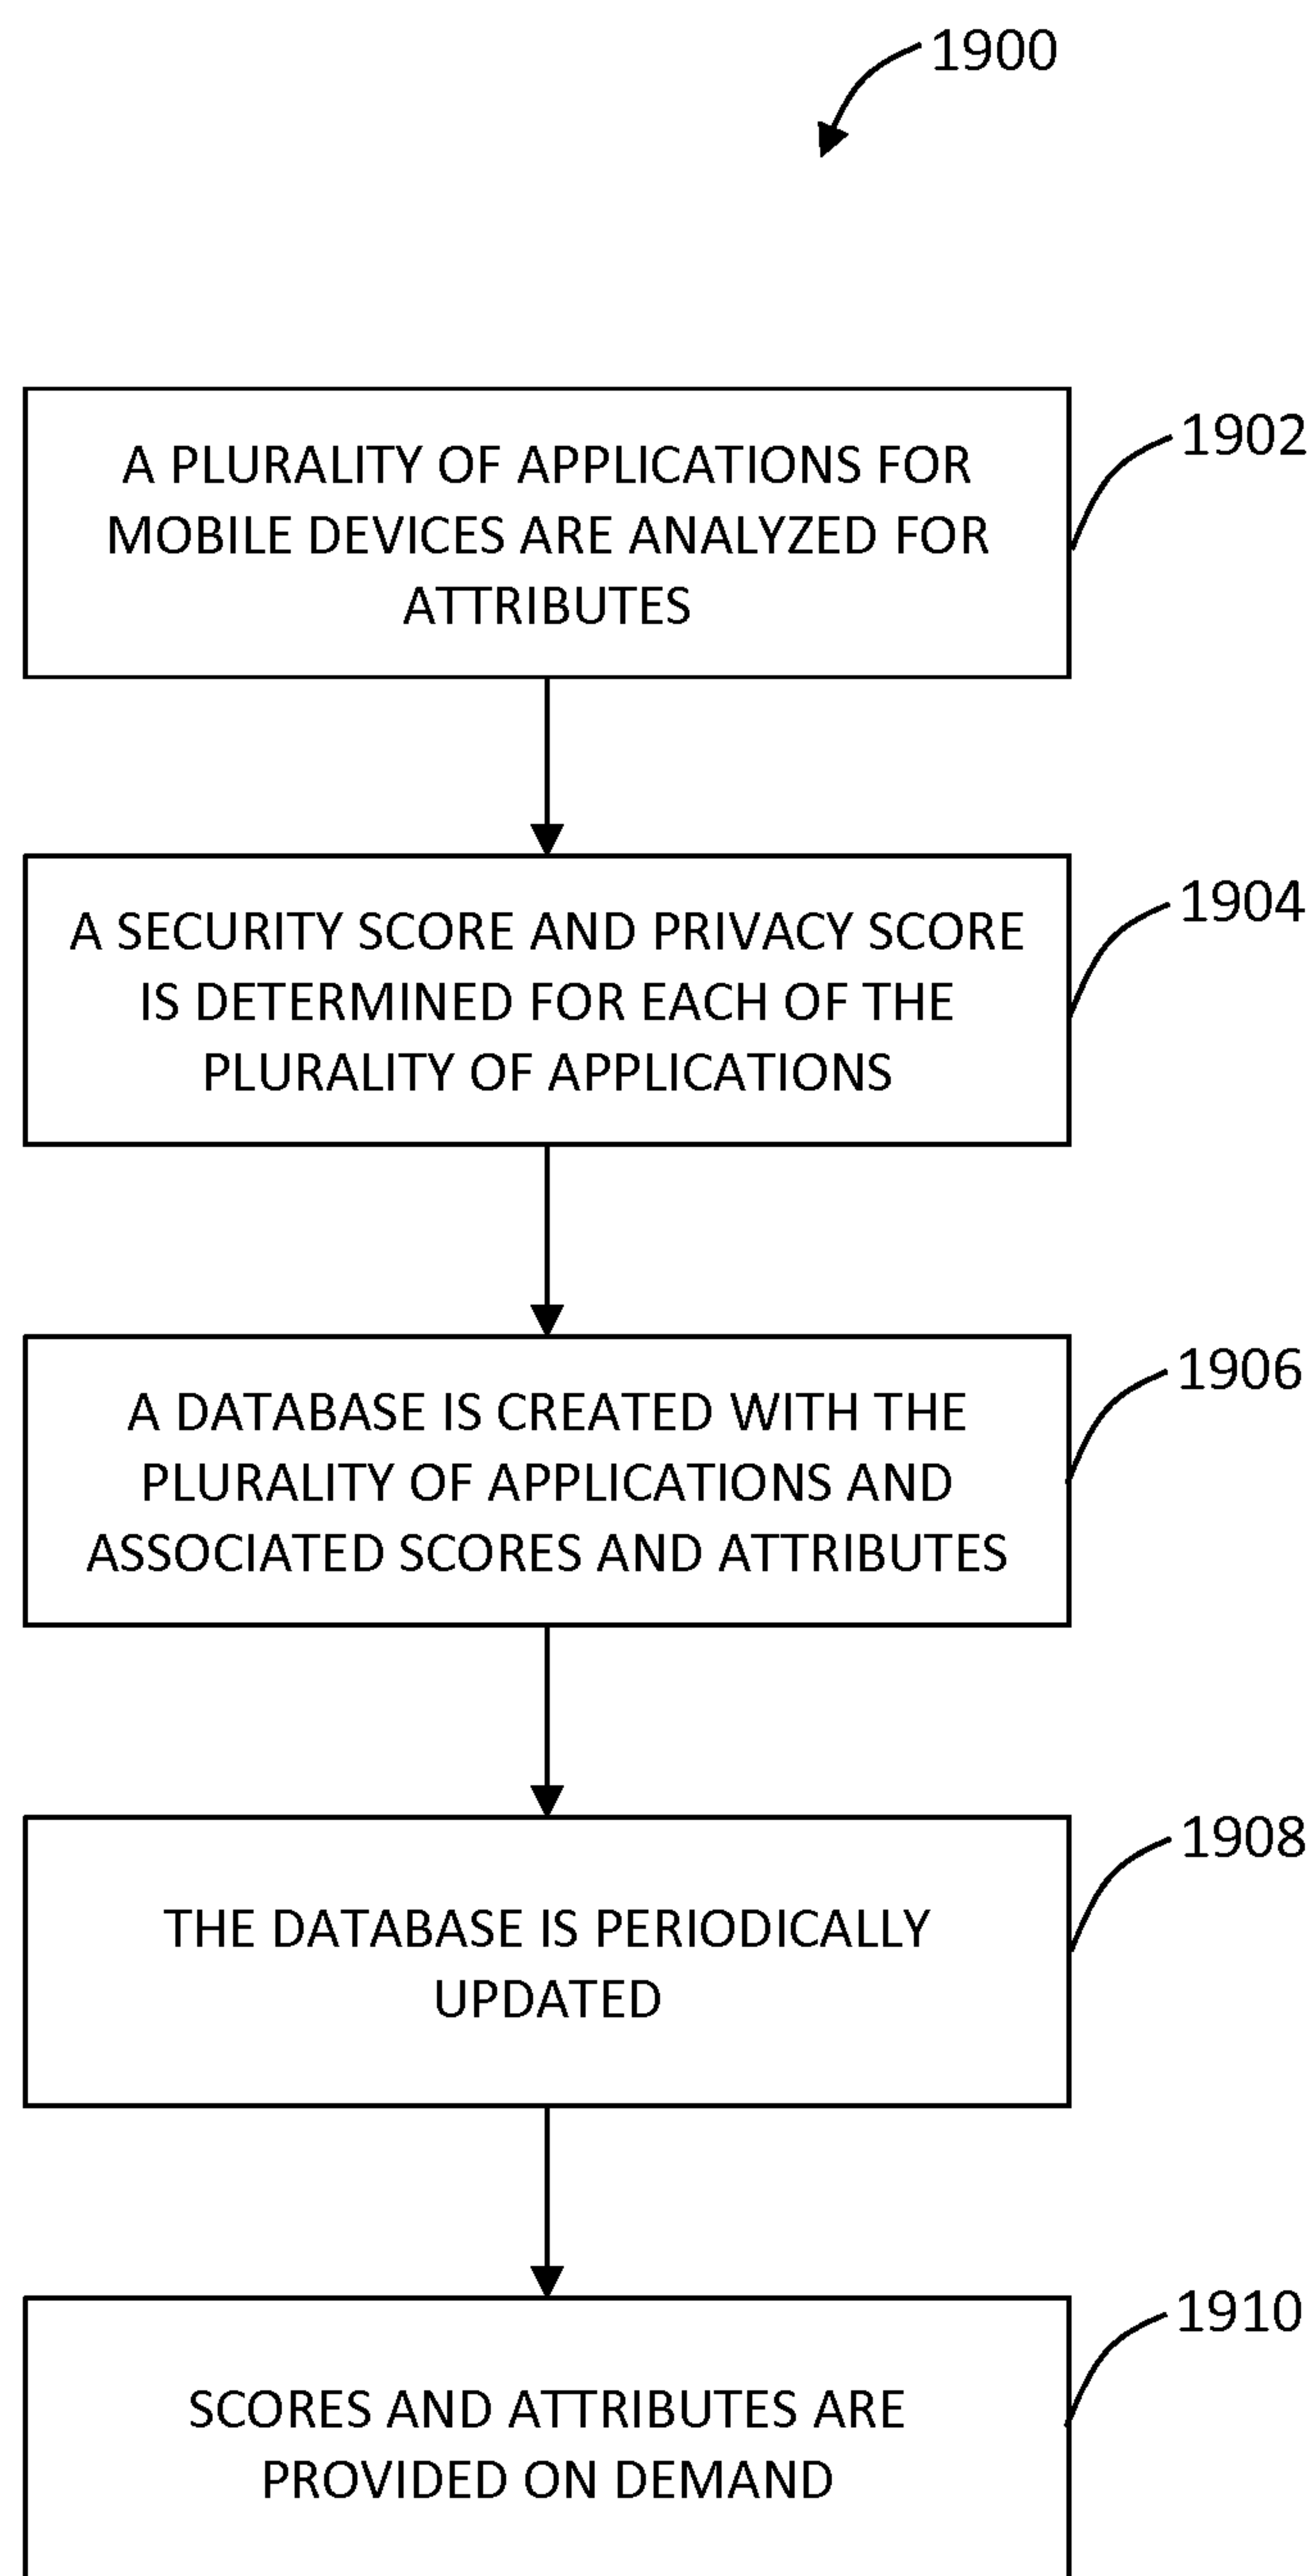 1900
A PLURALITY OF APPLICATIONS FOR
MOBILE DEVICES ARE ANALYZED FOR
ATTRIBUTES
1902
A SECURITY SCORE AND PRIVACY SCORE
IS DETERMINED FOR EACH OF THE
PLURALITY OF APPLICATIONS
1904
A DATABASE IS CREATED WITH THE
PLURALITY OF APPLICATIONS AND
ASSOCIATED SCORES AND ATTRIBUTES
1906
THE DATABASE IS PERIODICALLY
UPDATED
1908
SCORES AND ATTRIBUTES ARE
PROVIDED ON DEMAND
1910